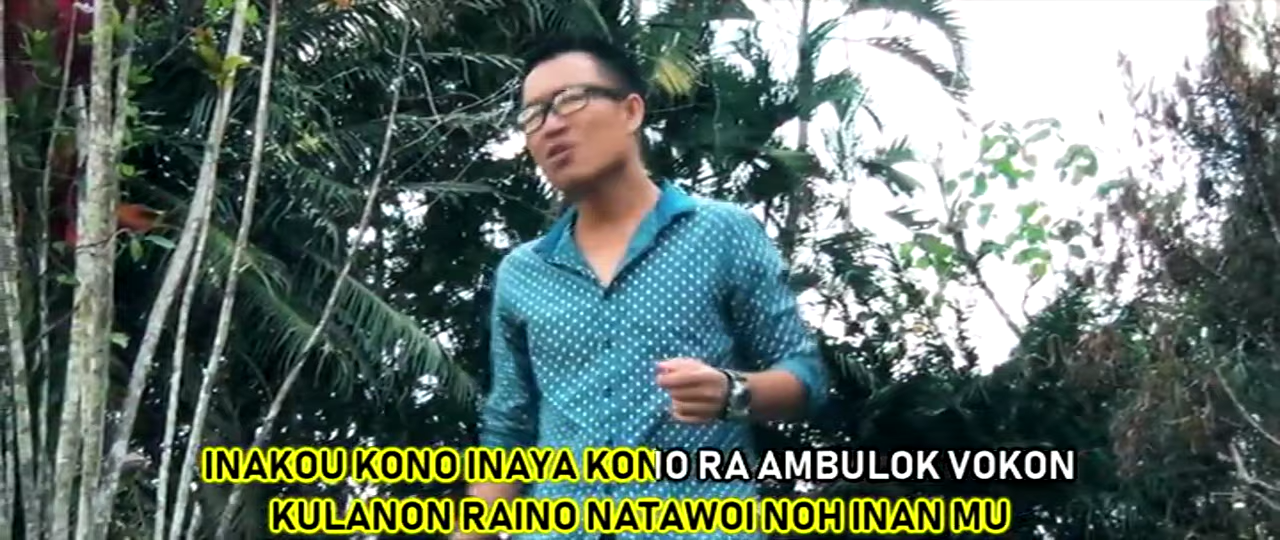 INAKOU KONO INAYA KONO RA AMBULOK VOKON
KULANON RAINO NATAWOI NOH INAN MU